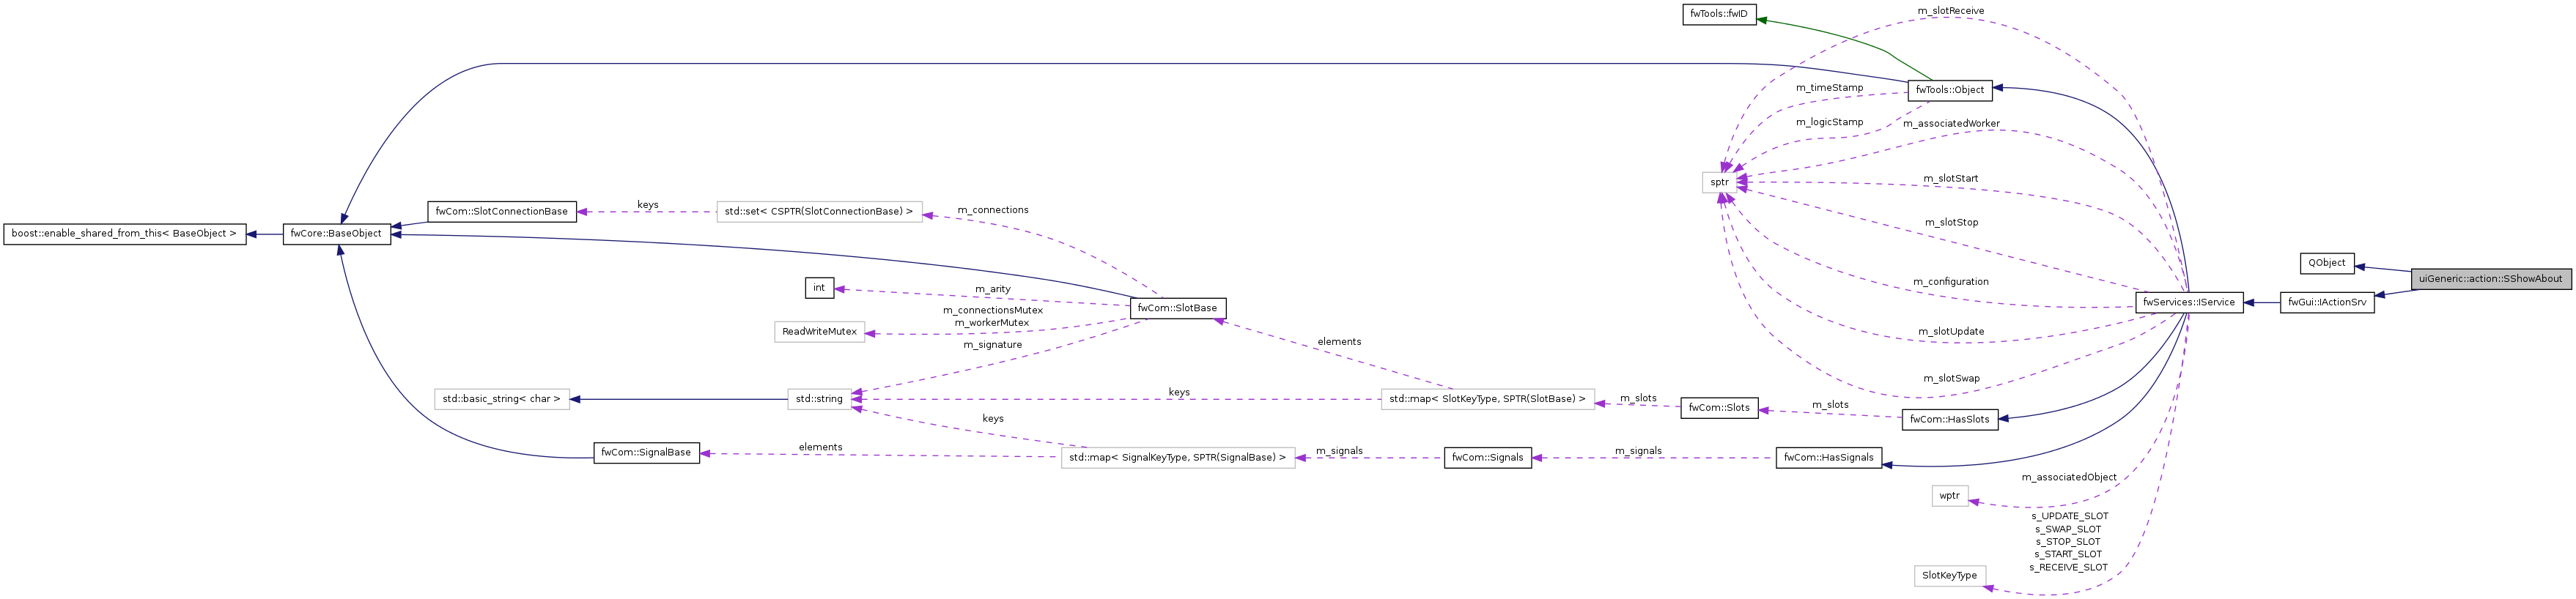 m_slotReceive
fwTools::fwID
fwTools::Object
m_timeStamp
m_logicStamp
m_associatedWorker
sptr
m_slotStart
fwCom::SlotConnectionBase
keys
std::set< CSPTR(SlotConnectionBase) >
m_connections
m_slotStop
boost::enable_shared_from_this< BaseObject >
fwCore::BaseObject
QObject
uiGeneric::action::SShowAbout
m_configuration
int
m_arity
fwCom::SlotBase
fwServices::IService
fwGui::IActionSrv
m_connectionsMutex
m_workerMutex
ReadWriteMutex
m_slotUpdate
m_signature
elements
m_slotSwap
std::basic_string< char >
std::string
keys
std::map< SlotKeyType, SPTR(SlotBase) >
m_slots
fwCom::Slots
m_slots
fwCom::HasSlots
keys
fwCom::SignalBase
elements
std::map< SignalKeyType, SPTR(SignalBase) >
m_signals
fwCom::Signals
m_signals
fwCom::HasSignals
m_associatedObject
wptr
s_UPDATE_SLOT
s_SWAP_SLOT
s_STOP_SLOT
s_START_SLOT
s_RECEIVE_SLOT
SlotKeyType